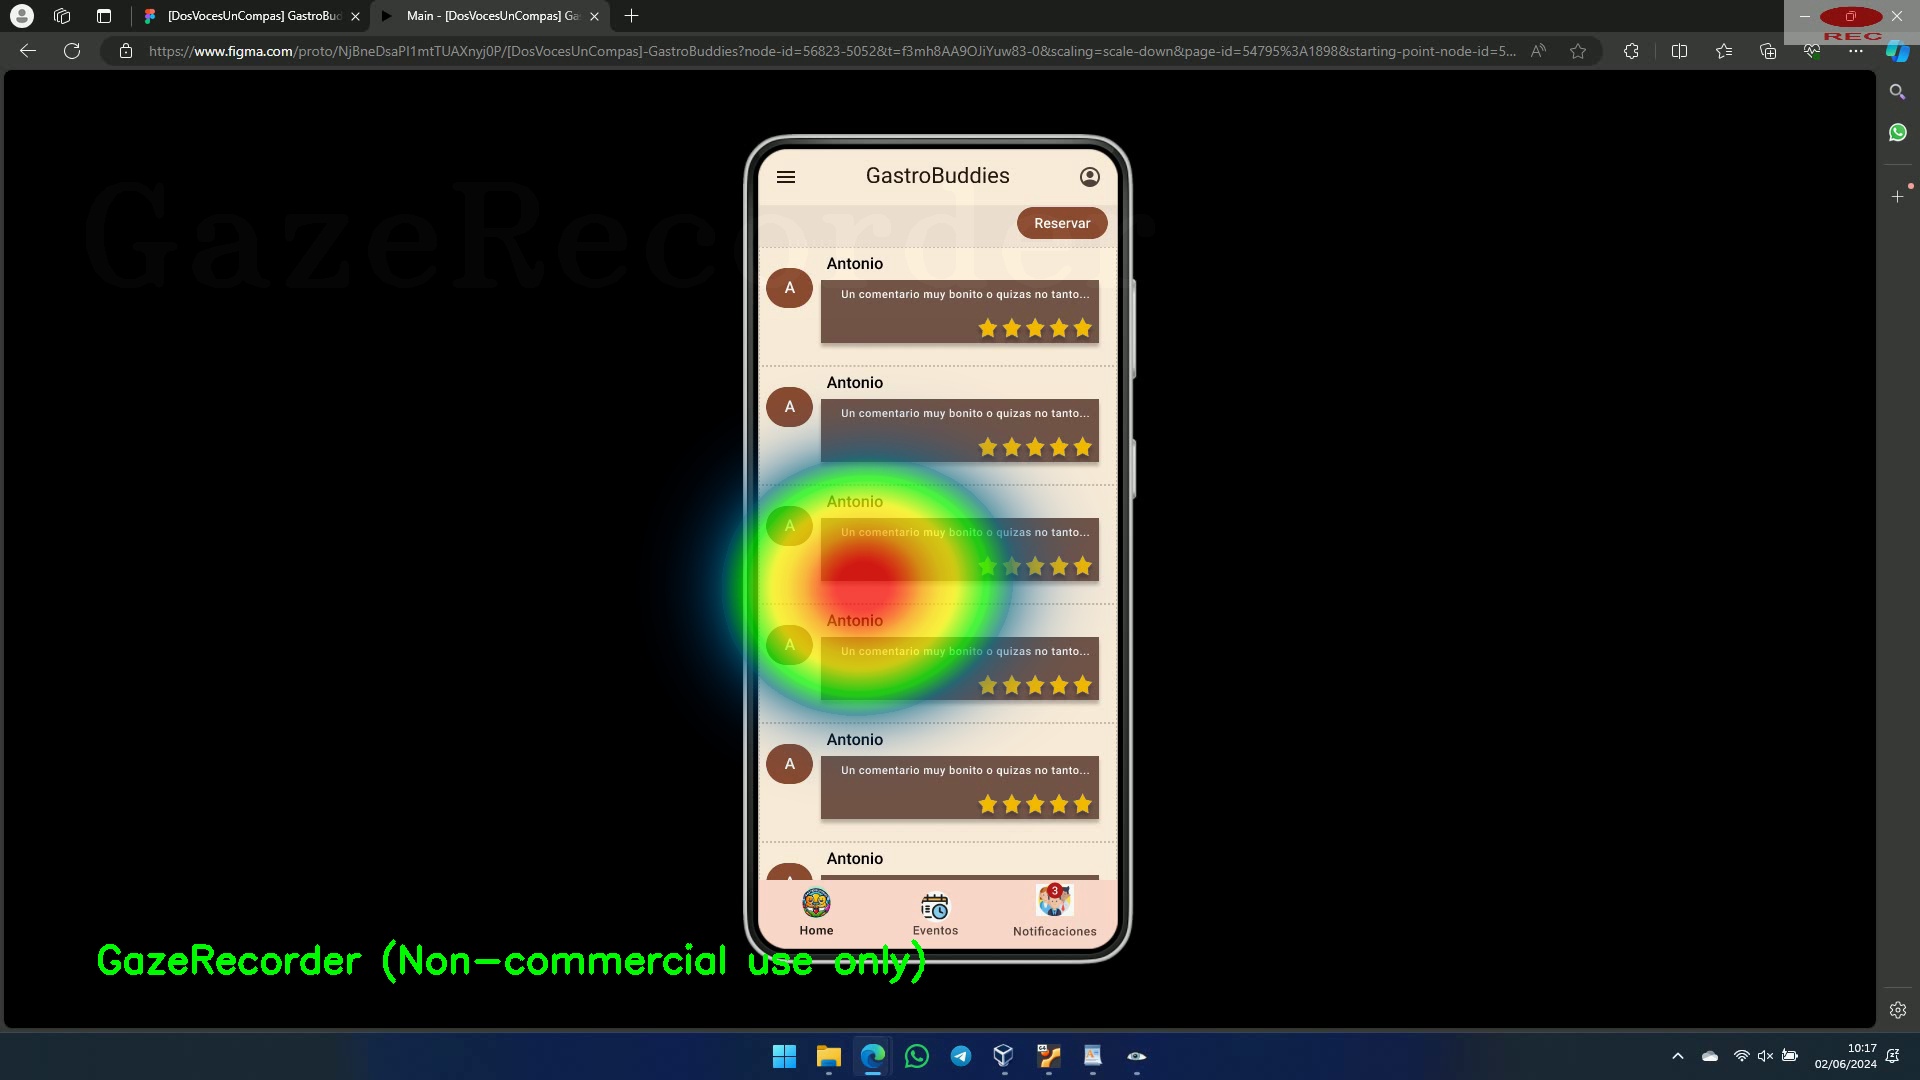 [DosVocesUnCompas] GastroBud
Main - [DosVocesUnCompas] Ga
REC
https://www.figma.com/proto/NjBneDsaPI1mtTUAXnyj0P/[DosVocesUnCompas]-GastroBuddies?node-id=56823-5052&t=f3mh8AA9OJiYuw83-0&scaling=scale-down&page-id=54795%3A1898&starting-point-node-id=5...
GazeRecorder
GastroBuddies
Reservar
Antonio
A
Un comentario muy bonito o quizas no tanto...
Antonio
A
Un comentario muy bonito o quizas no tanto...
Antonio
A
Un comentario muy bonito o quizas no tanto...
Antonio
A
Un comentario muy bonito o quizas no tanto...
Antonio
A
Un comentario muy bonito o quizas no tanto...
Antonio
A
3
Home
Eventos
Notificaciones
GazeRecorder (Non-commercial use only)
10:17
02/06/2024